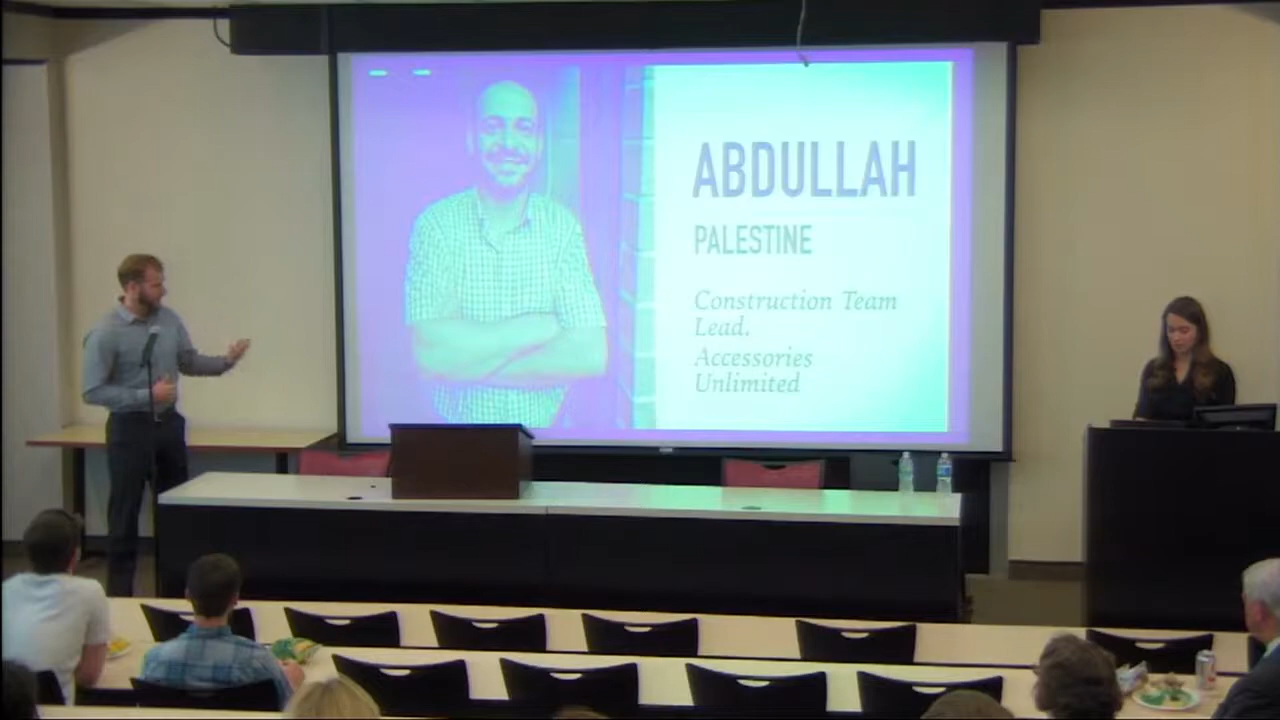 ABDULLAH
PALESTINE
Construction Team
Lead.
Accessories
Unlimited